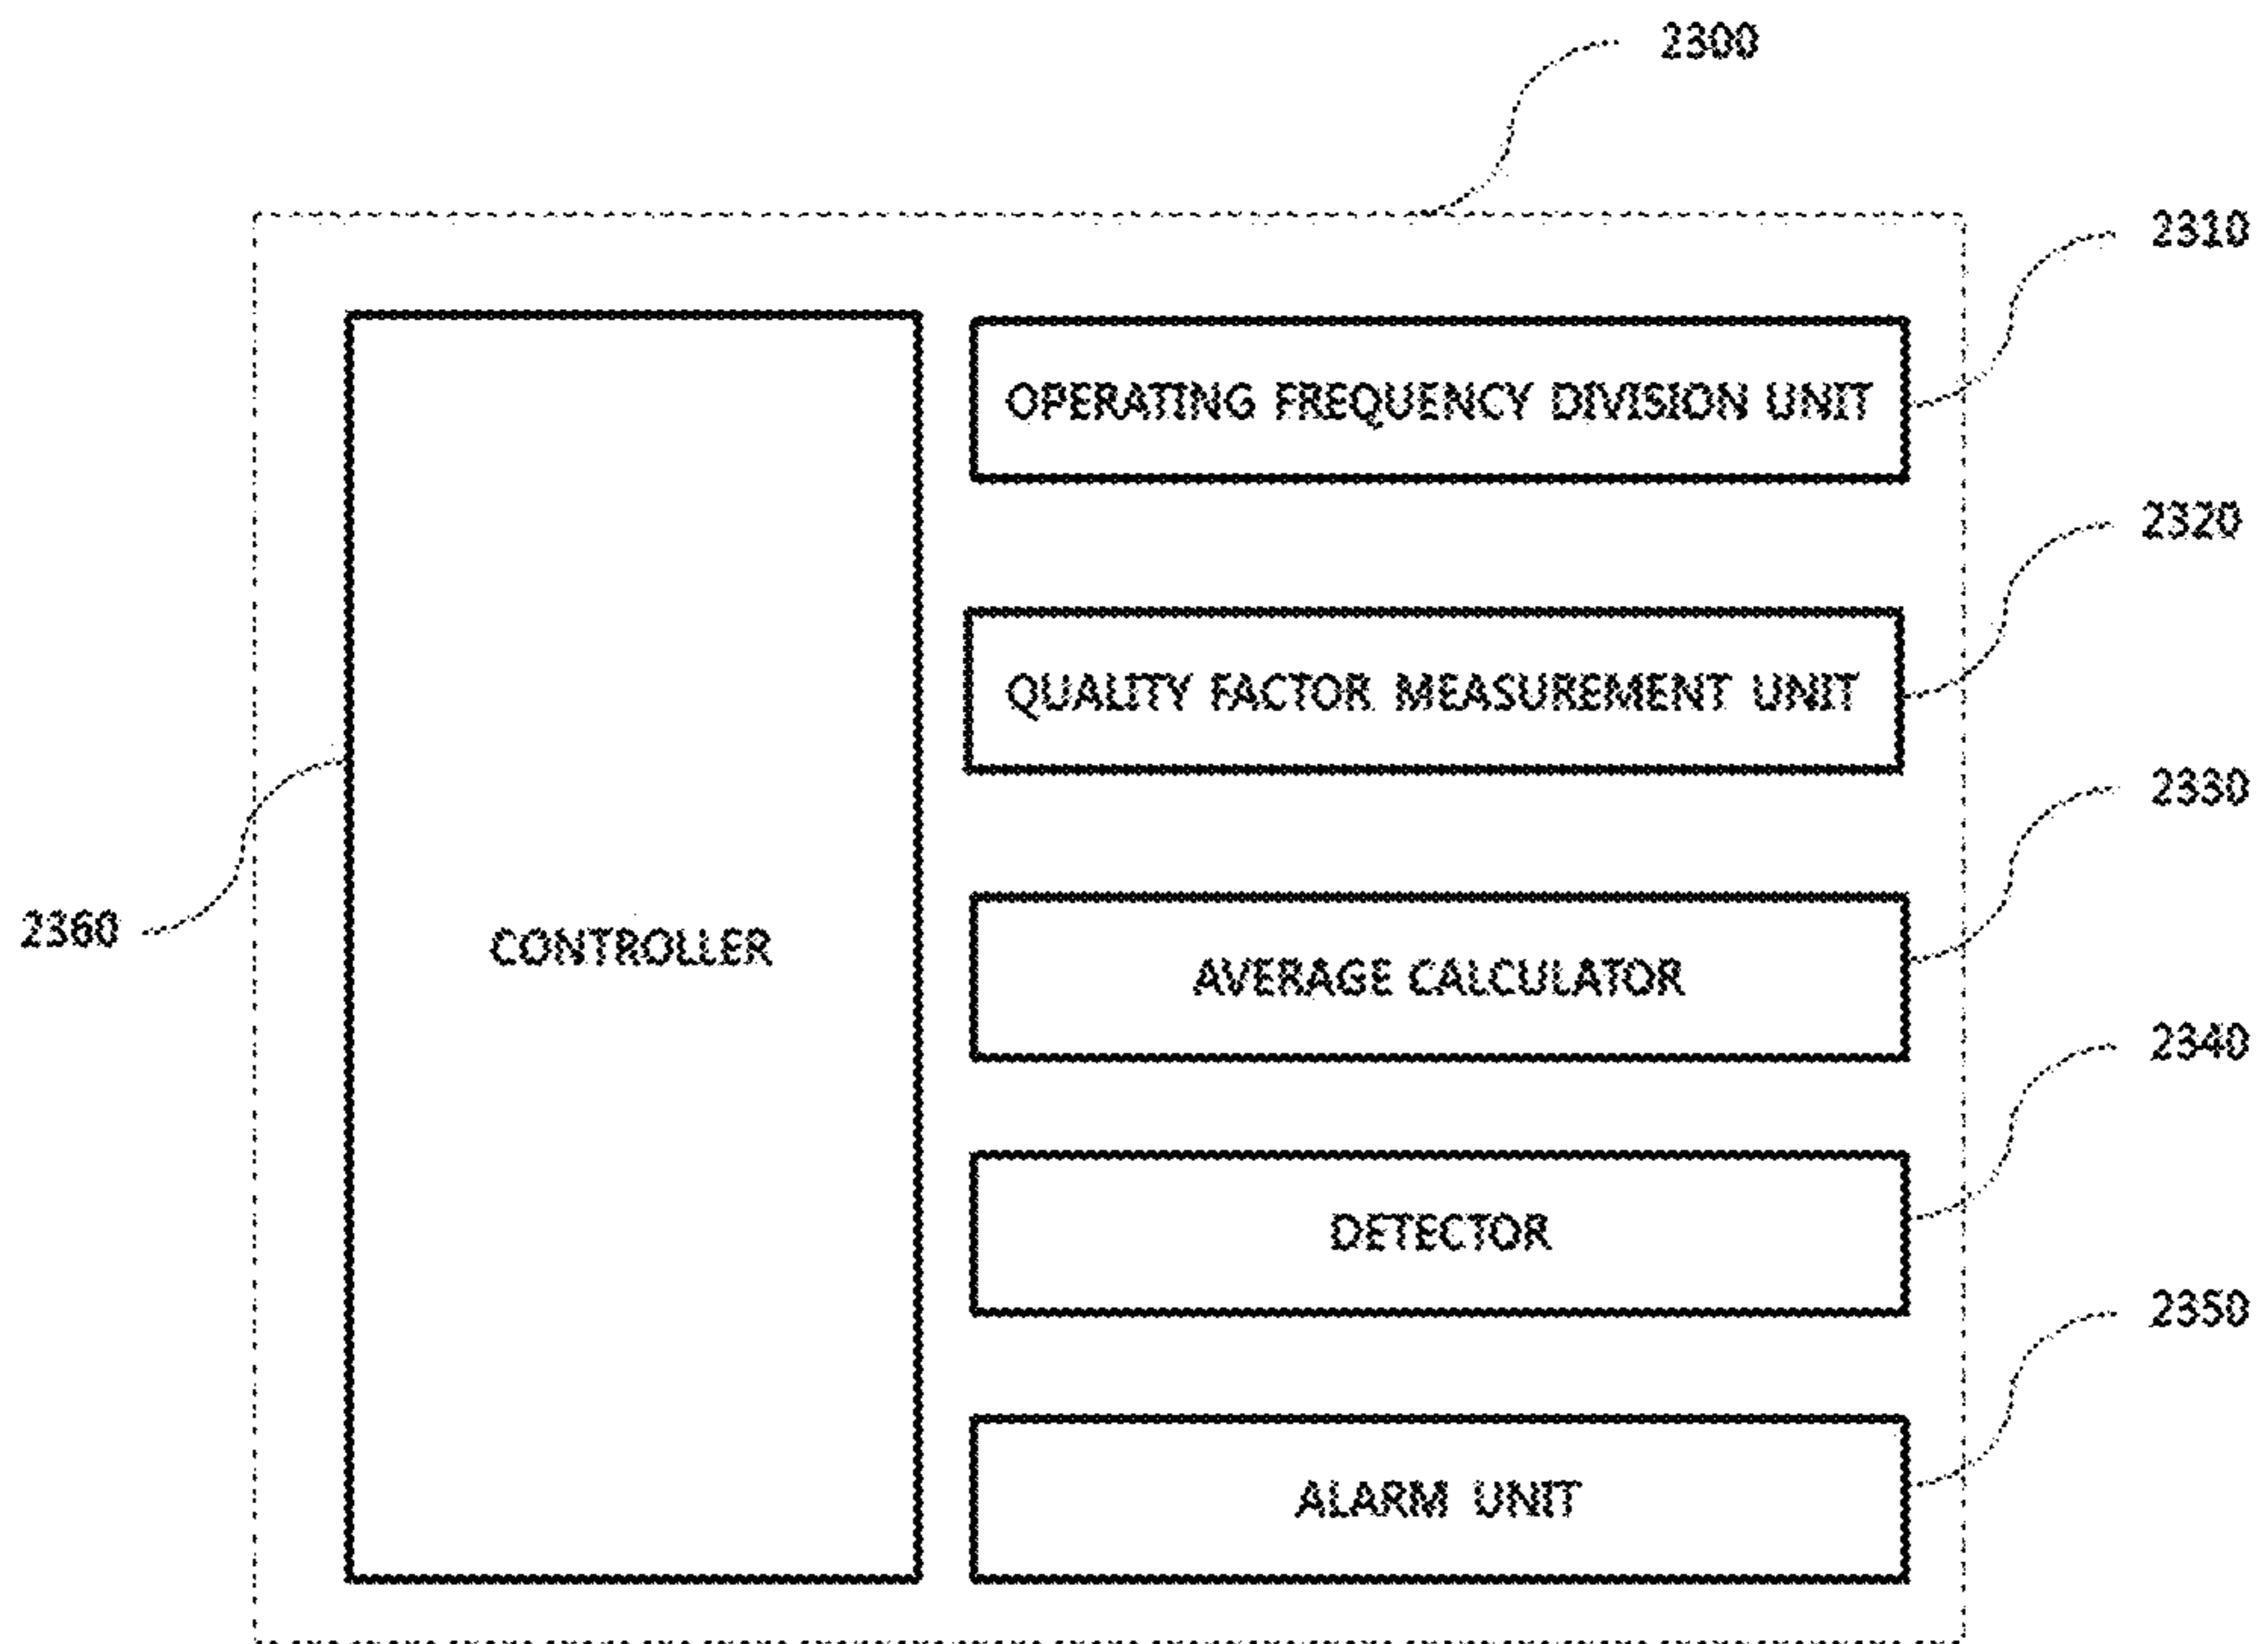 2300
2310
OPERATING FREQUENCY DIVISION UNIT
2320
QUALITY FACTOR MEASUREMENT UNIT
2330
2360
CONTROLLER
AVERAGE CALCULATOR
2340
DETECTOR
2350
ALARM UNIT